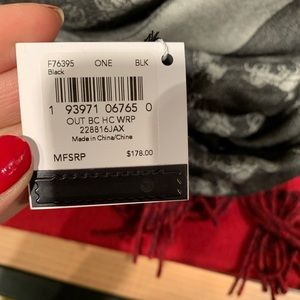 F76395 ONE BLK
Black
1 93971 06765 0
OUT BC HC WRP
228816JAX
Made in China/Chine
MFSRP $178.00